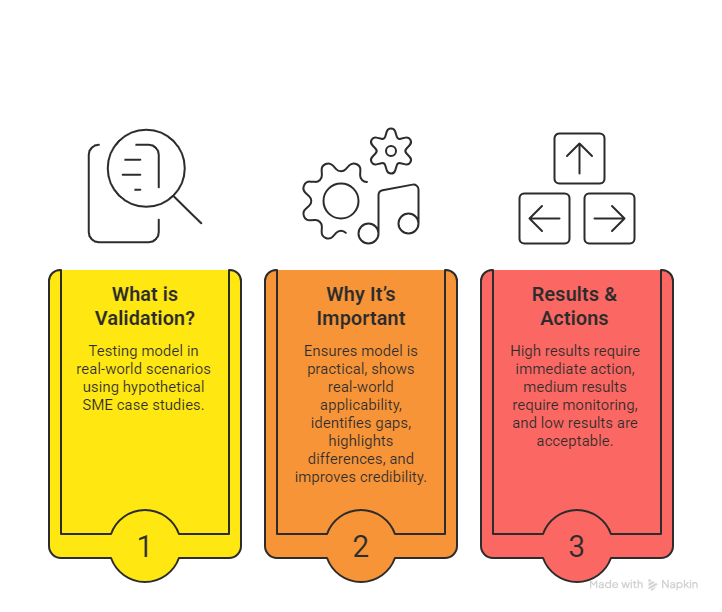 What is
Validation?
Testing model in
real-world scenarios
using hypothetical
SME case studies.
1
Why It’s
Important
Ensures model is
practical, shows
real-world
applicability,
identifies gaps,
highlights
differences, and
improves credibility.
2
Results &
Actions
High results require
immediate action,
medium results
require monitoring,
and low results are
acceptable.
3
Made with Napkin